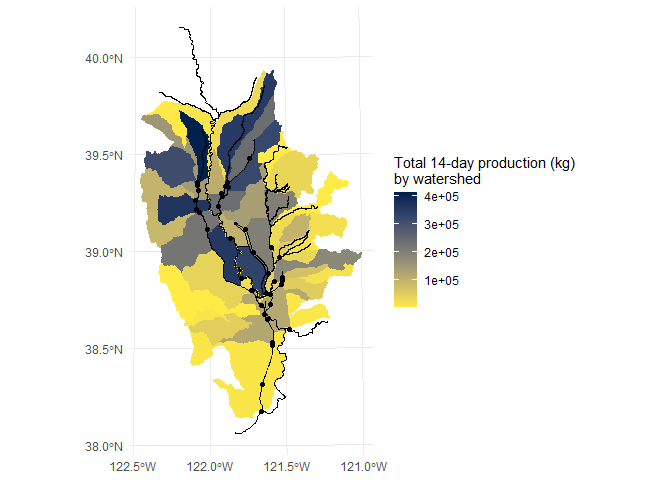 40.0°N
39.5°N
39.0°N
38.5°N
38.0°N
122.5°W 122.0°W 121.5°W 121.0°W
Total 14-day production (kg)
by watershed
4e+05
3e+05
2e+05
1e+05